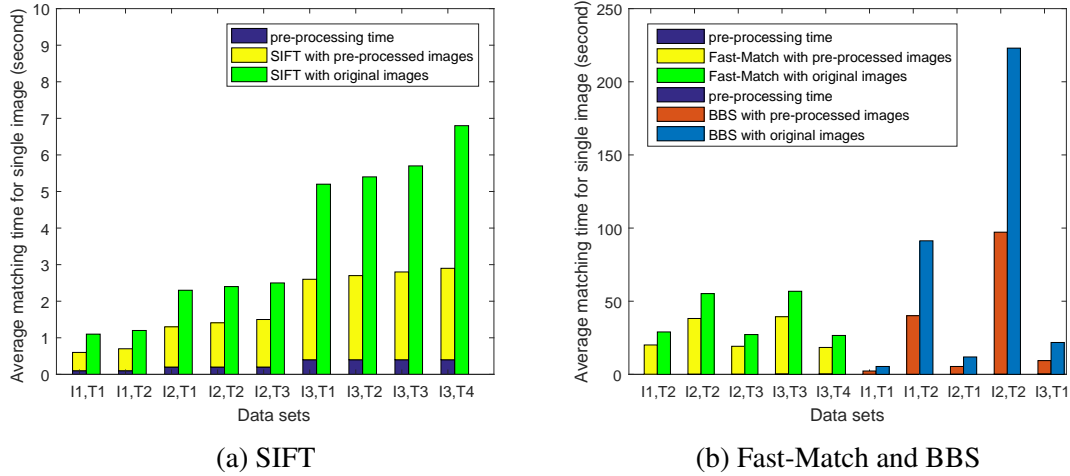 Average matching time for single image (second)
10
9
8
7
6
5
4
3
2
1
0
pre-processing time
SIFT with pre-processed images
SIFT with original images
I1,T1 I1,T2 I2,T1 I2,T2 I2,T3 I3,T1 I3,T2 I3,T3 I3,T4
Data sets
(a) SIFT
Average matching time for single image (second)
250
200
150
100
50
0
pre-processing time
Fast-Match with pre-processed images
Fast-Match with original images
pre-processing time
BBS with pre-processed images
BBS with original images
I1,T2 I2,T2 I2,T3 I3,T3 I3,T4 I1,T1 I1,T2 I2,T1 I2,T2 I3,T1
Data sets
(b) Fast-Match and BBS